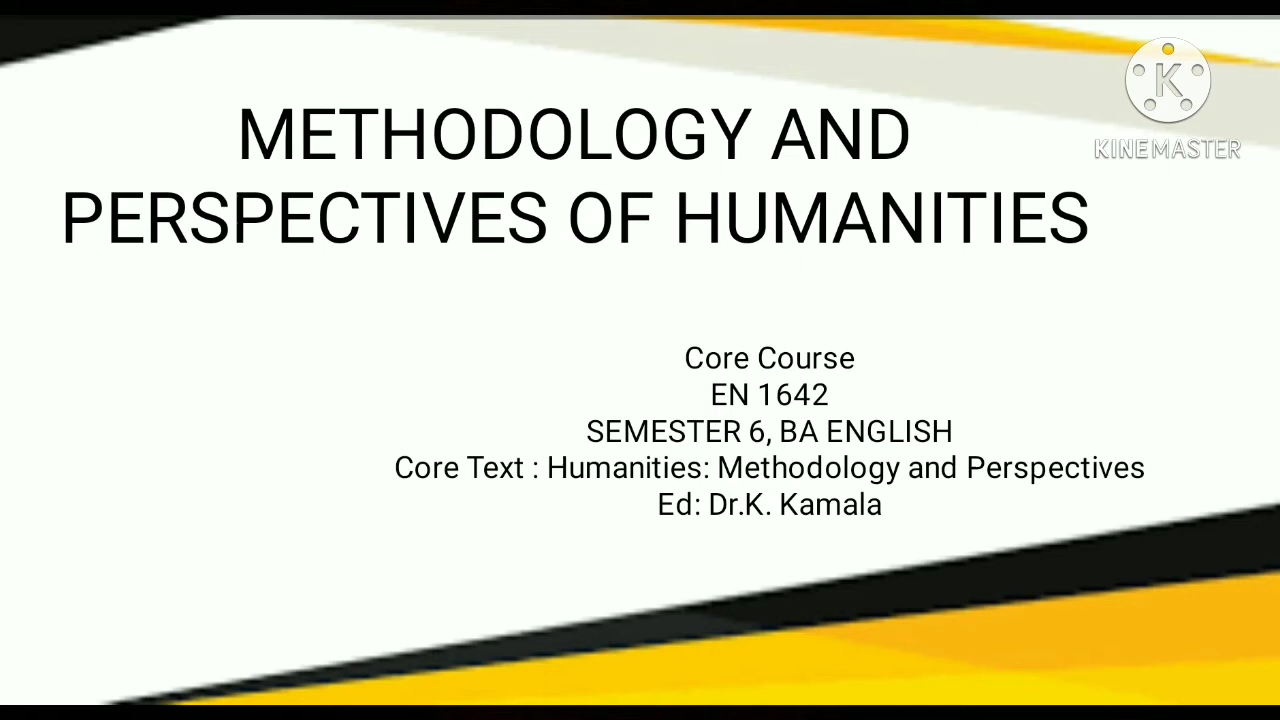 METHODOLOGY AND
PERSPECTIVES OF HUMANITIES
K
KINEMASTER
Core Course
EN 1642
SEMESTER 6, BA ENGLISH
Core Text : Humanities: Methodology and Perspectives
Ed: Dr.K. Kamala